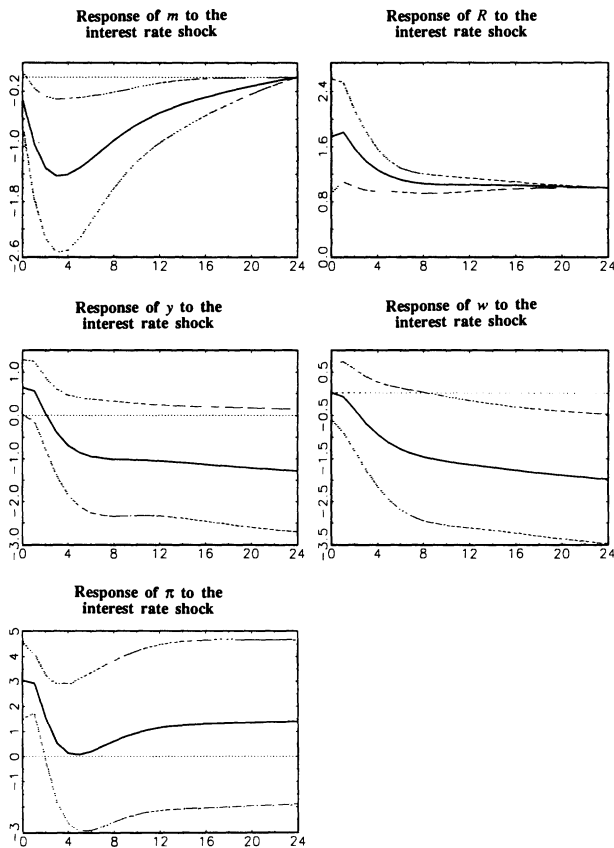 Response of m to the
interest rate shock
-0.2
-1.0
-1.8
-2.6
0 4 8 12 16 20 24
Response of R to the
interest rate shock
2.4
1.6
0.8
0.0
0 4 8 12 16 20 24
Response of y to the
interest rate shock
1.0
0.0
-1.0
-2.0
-3.0
0 4 8 12 16 20 24
Response of w to the
interest rate shock
0.5
-0.5
-1.5
-2.5
-3.5
0 4 8 12 16 20 24
Response of π to the
interest rate shock
5
4
3
2
1
0
-1
-3
0 4 8 12 16 20 24